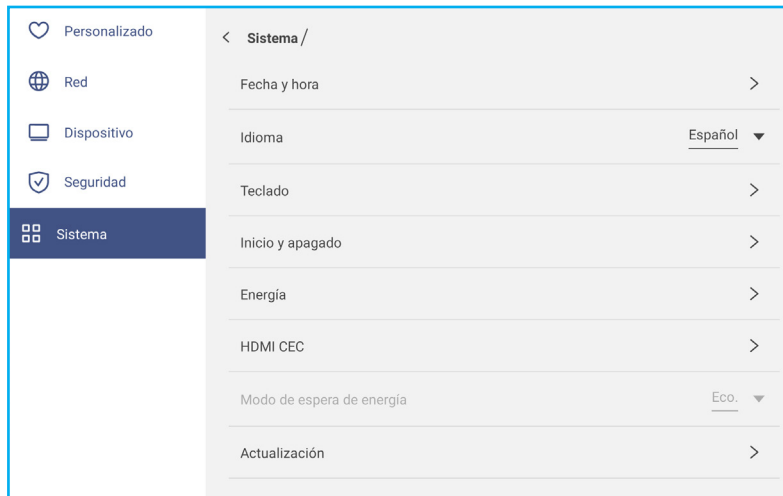 Personalizado
Red
Dispositivo
Seguridad
Sistema
Sistema /
Fecha y hora
Idioma Español
Teclado
Inicio y apagado
Energía
HDMI CEC
Modo de espera de energía Eco.
Actualización